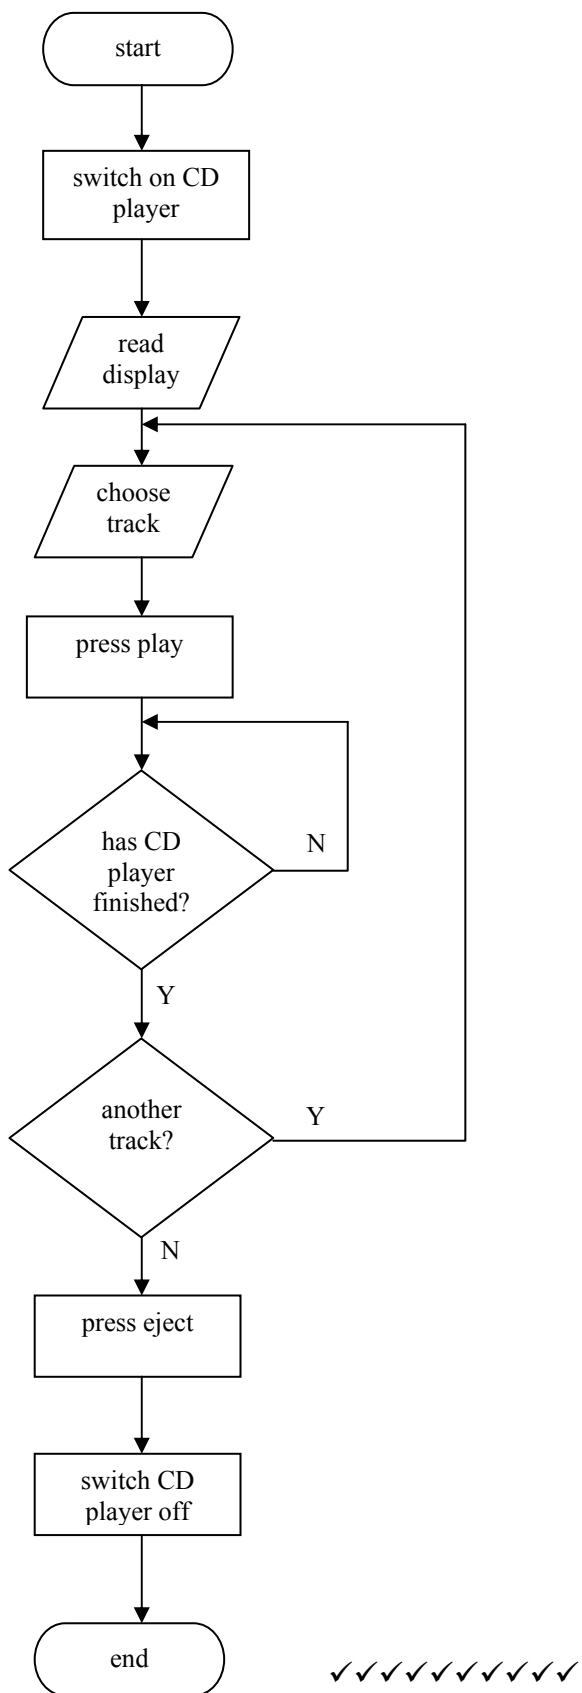 start
switch on CD
player
read
display
choose
track
press play
has CD
player
finished?
N
Y
another
track?
Y
N
press eject
switch CD
player off
end
✓✓✓✓✓✓✓✓✓✓